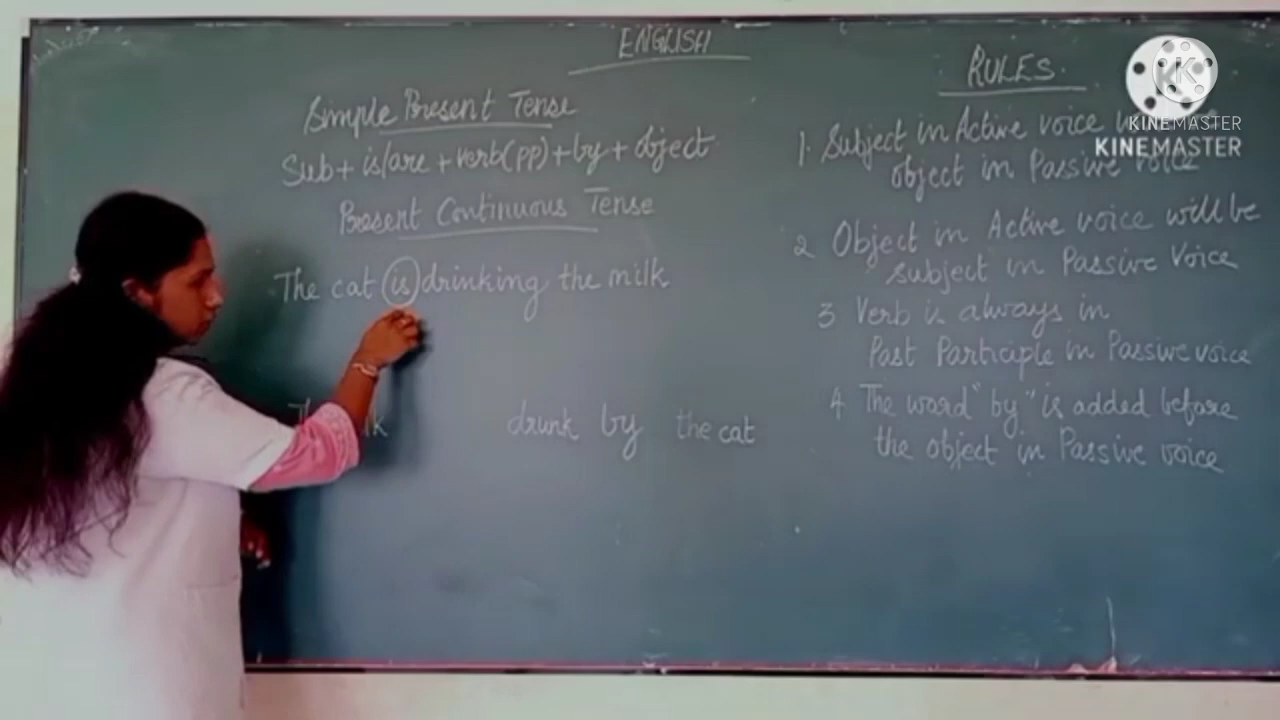 ENGLISH
Simple Present Tense
Sub + is/are + verb(pp) + by + object
Present Continuous Tense
The cat is drinking the milk
drunk by the cat
RULES.
1. Subject in Active voice
object in Passive voice
2 Object in Active voice will be
subject in Passive Voice
3 Verb is always in
Past Participle in Passive voice
4 The word "by" is added before
the object in Passive voice
KINEMASTER
KINEMASTER